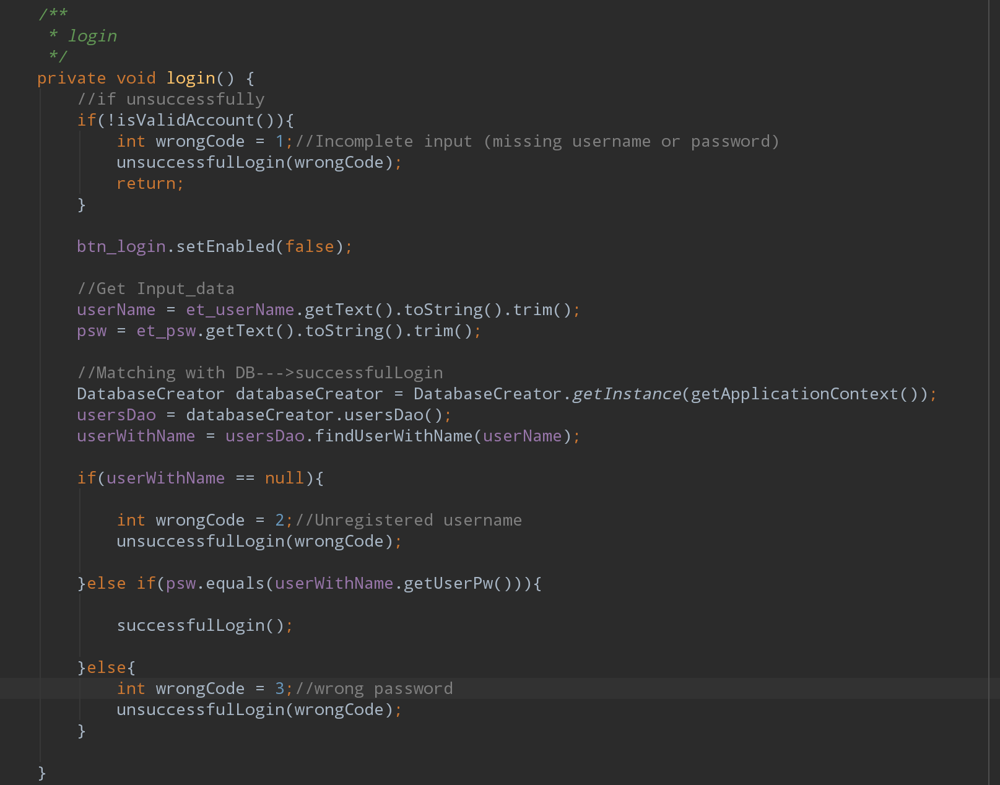 /**
 * login
 */
private void login() {
    //if unsuccessfully
    if(!isValidAccount()){
        int wrongCode = 1;//Incomplete input (missing username or password)
        unsuccessfulLogin(wrongCode);
        return;
    }

    btn_login.setEnabled(false);

    //Get Input_data
    userName = et_userName.getText().toString().trim();
    psw = et_psw.getText().toString().trim();

    //Matching with DB--->successfulLogin
    DatabaseCreator databaseCreator = DatabaseCreator.getInstance(getApplicationContext());
    usersDao = databaseCreator.usersDao();
    userWithName = usersDao.findUserWithName(userName);

    if(userWithName == null){

        int wrongCode = 2;//Unregistered username
        unsuccessfulLogin(wrongCode);

    }else if(psw.equals(userWithName.getUserPw())){

        successfulLogin();

    }else{
        int wrongCode = 3;//wrong password
        unsuccessfulLogin(wrongCode);
    }

}